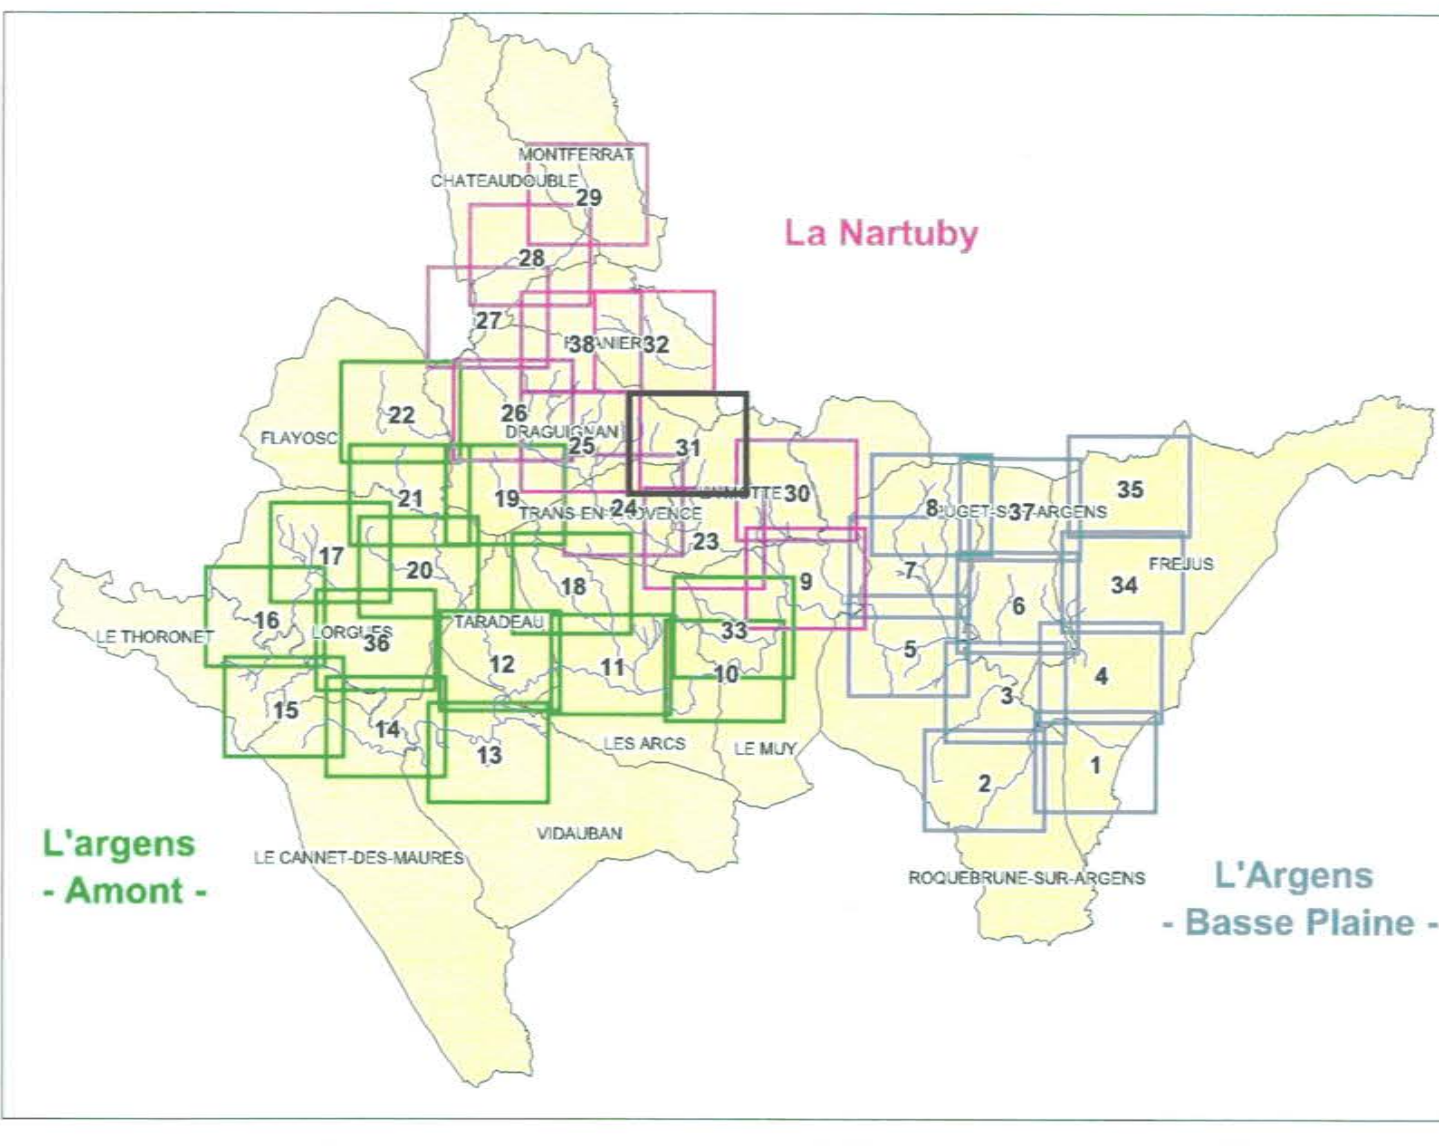 MONTFERRAT
CHATEAUDOUBLE
29
La Nartuby
28
27
38
32
22
26
DRAGUIGNAN
FLAYOSC
25
31
35
21
19
24
30
8
37
TRANS-EN-PROVENCE
17
20
18
23
9
7
34
FREJUS
16
6
LE THORONET
LORGUES
36
TARADEAU
33
12
11
10
5
4
15
14
3
13
LES ARCS
LE MUY
1
2
L'argens
- Amont -
VIDAUBAN
LE CANNET-DES-MAURES
ROQUEBRUNE-SUR-ARGENS
L'Argens
- Basse Plaine -